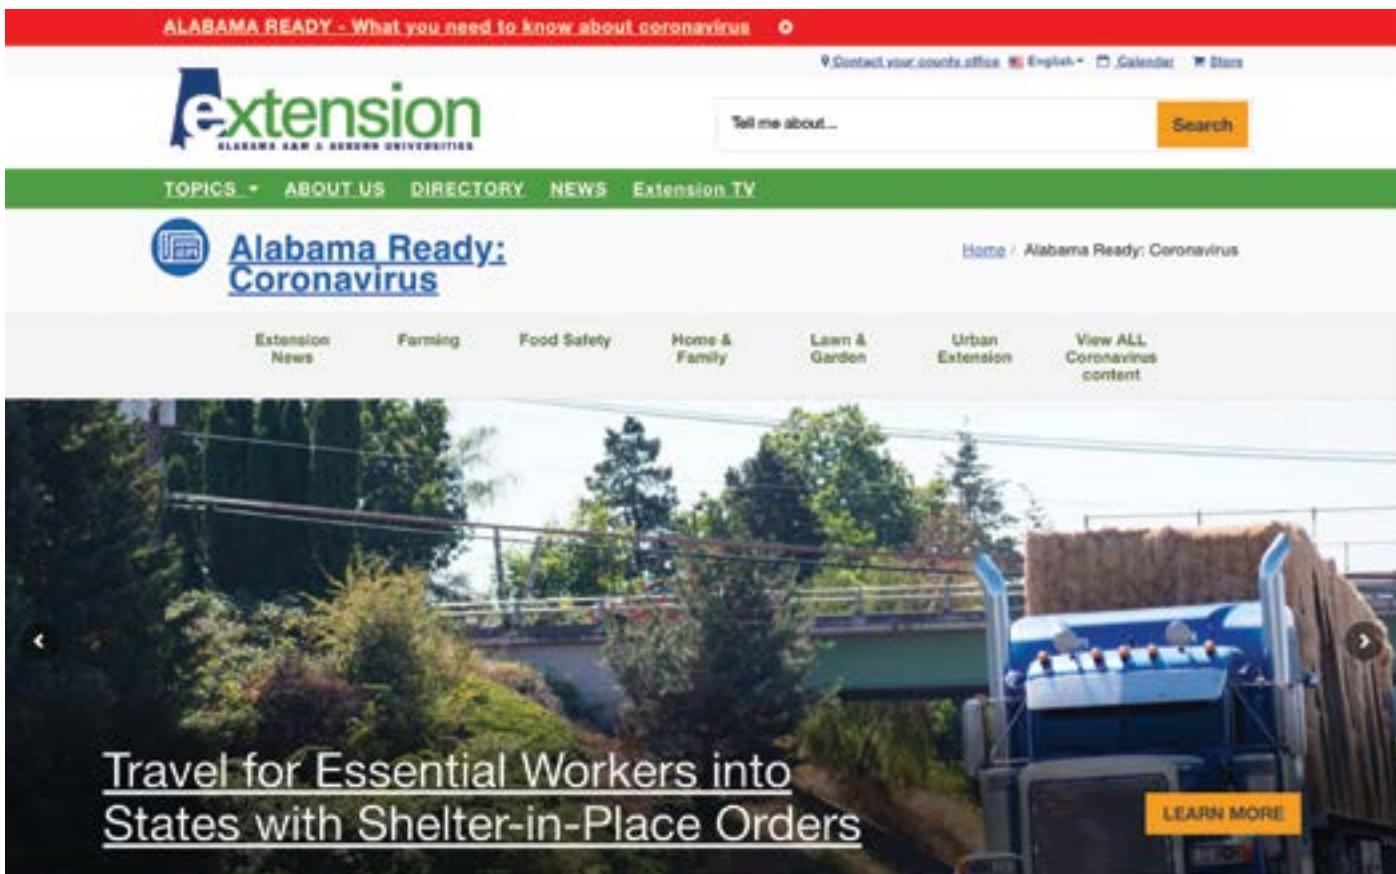 ALABAMA READY - What you need to know about coronavirus
Contact your county office English Calendar Store
extension
ALABAMA A&M & AUBURN UNIVERSITIES
Tell me about...
Search
TOPICS ABOUT US DIRECTORY NEWS Extension TV
Alabama Ready:
Coronavirus
Home / Alabama Ready: Coronavirus
Extension
News
Farming
Food Safety
Home &
Family
Lawn &
Garden
Urban
Extension
View ALL
Coronavirus
content
Travel for Essential Workers into
States with Shelter-in-Place Orders
LEARN MORE